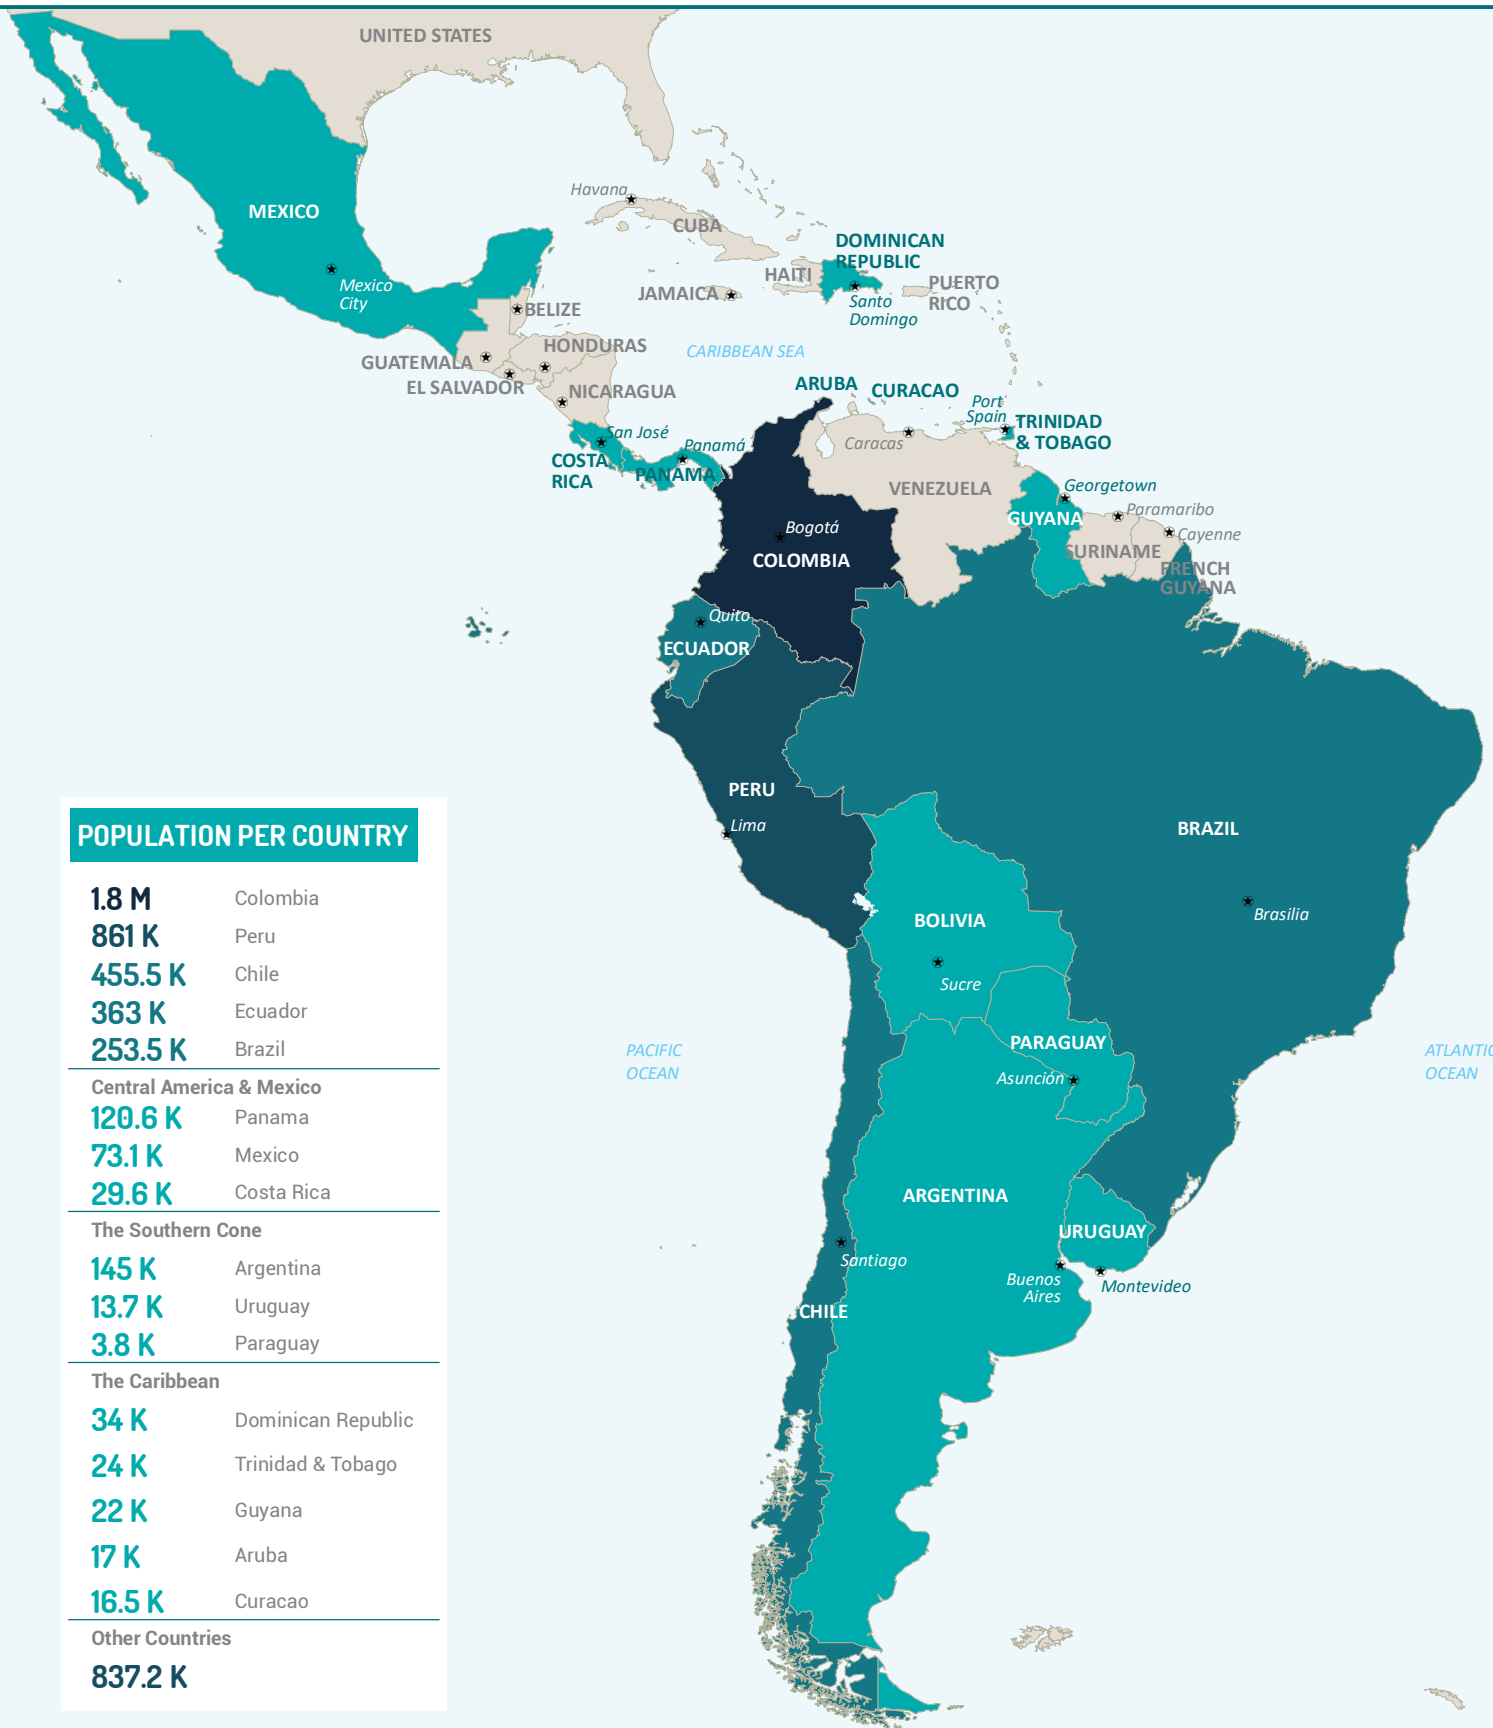 UNITED STATES
MEXICO
Mexico
City
Havana
CUBA
DOMINICAN
REPUBLIC
HAITI
JAMAICA
PUERTO
RICO
Santo
Domingo
BELIZE
HONDURAS
GUATEMALA
EL SALVADOR
NICARAGUA
CARIBBEAN SEA
ARUBA
CURACAO
Port
Spain
TRINIDAD
& TOBAGO
San José
Panamá
Caracas
COSTA
RICA
PANAMA
VENEZUELA
Georgetown
GUYANA
Paramaribo
Cayenne
SURINAME
FRENCH
GUYANA
Bogotá
COLOMBIA
Quito
ECUADOR
PERU
Lima
BRAZIL
Brasilia
BOLIVIA
Sucre
PARAGUAY
Asunción
PACIFIC
OCEAN
ATLANTIC
OCEAN
ARGENTINA
URUGUAY
Santiago
Buenos
Aires
Montevideo
CHILE
POPULATION PER COUNTRY
1.8 M Colombia
861 K Peru
455.5 K Chile
363 K Ecuador
253.5 K Brazil
Central America & Mexico
120.6 K Panama
73.1 K Mexico
29.6 K Costa Rica
The Southern Cone
145 K Argentina
13.7 K Uruguay
3.8 K Paraguay
The Caribbean
34 K Dominican Republic
24 K Trinidad & Tobago
22 K Guyana
17 K Aruba
16.5 K Curacao
Other Countries
837.2 K